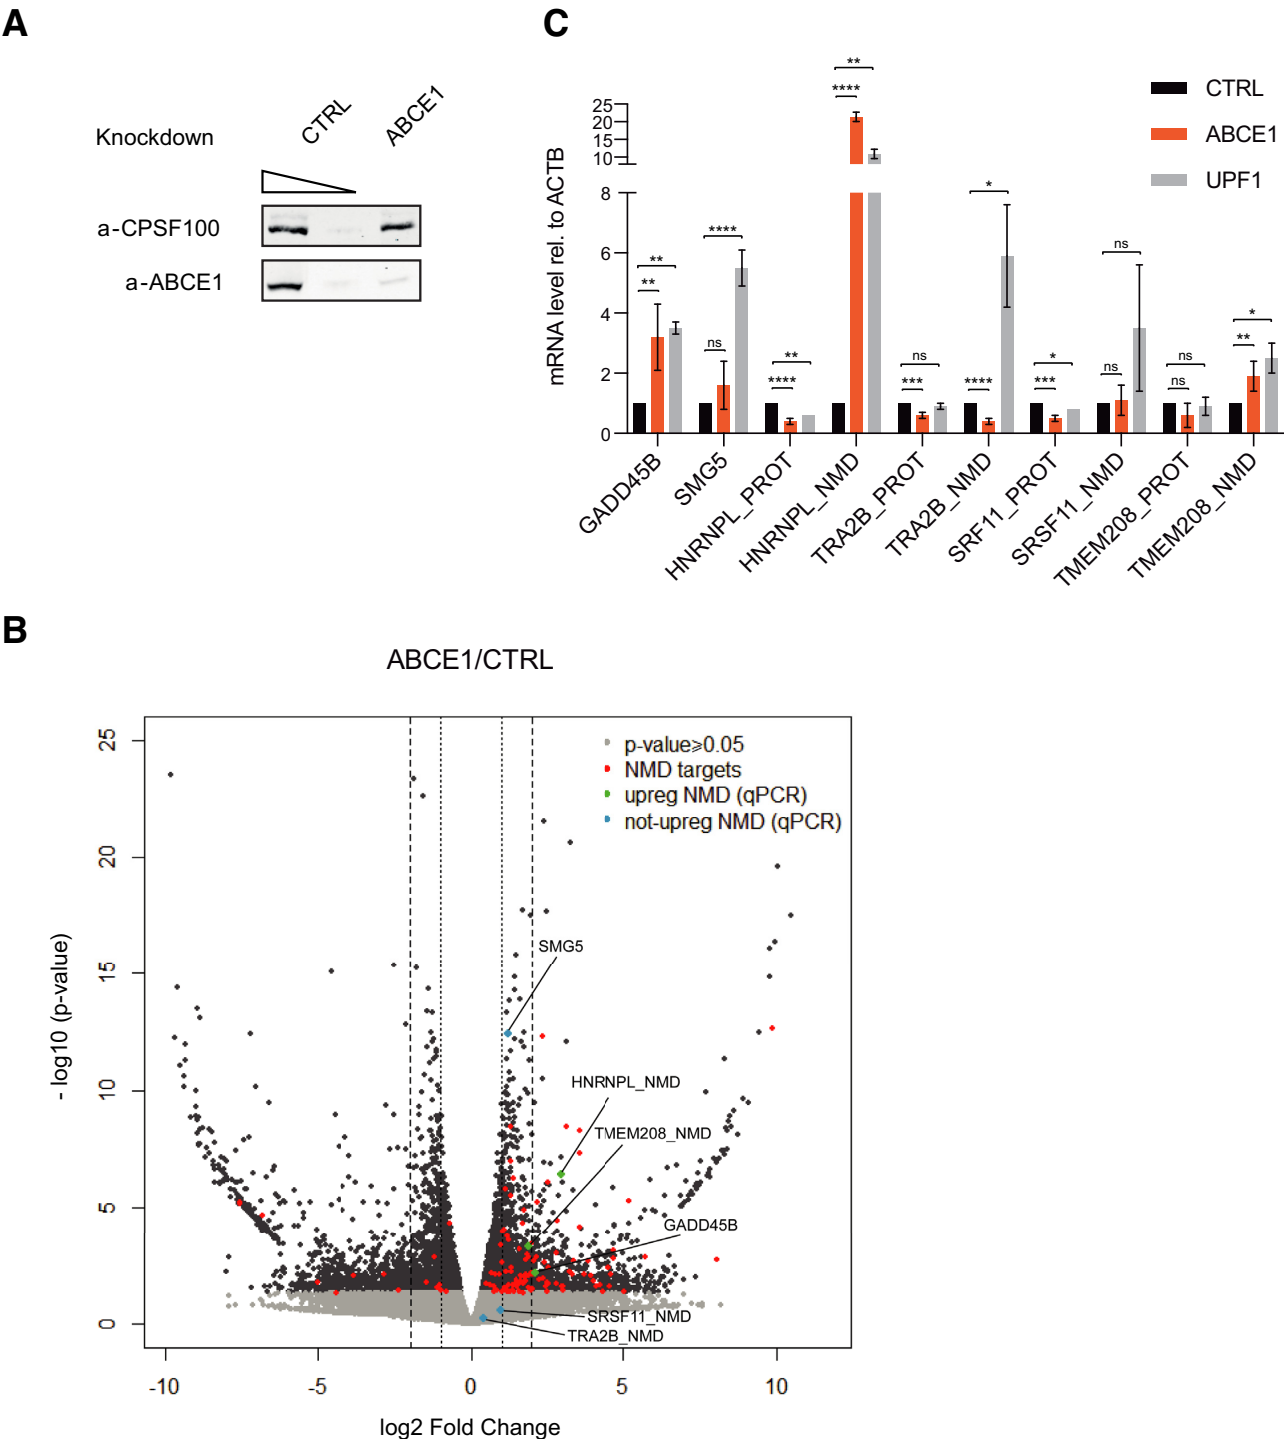 A
Knockdown
CTRL
ABCE1
a-CPSF100
a-ABCE1
C
CTRL
ABCE1
UPF1
mRNA level rel. to ACTB
25
20
15
10
8
6
4
2
0
**
**
ns
****
****
**
****
**
***
ns
****
*
***
*
ns
ns
ns
ns
**
*
GADD45B
SMG5
HNRNPL_PROT
HNRNPL_NMD
TRA2B_PROT
TRA2B_NMD
SRF11_PROT
SRSF11_NMD
TMEM208_PROT
TMEM208_NMD
B
ABCE1/CTRL
p-value⩾0.05
NMD targets
upreg NMD (qPCR)
not-upreg NMD (qPCR)
SMG5
HNRNPL_NMD
TMEM208_NMD
GADD45B
SRSF11_NMD
TRA2B_NMD
- log10 (p-value)
25
20
15
10
5
0
-10
-5
0
5
10
log2 Fold Change